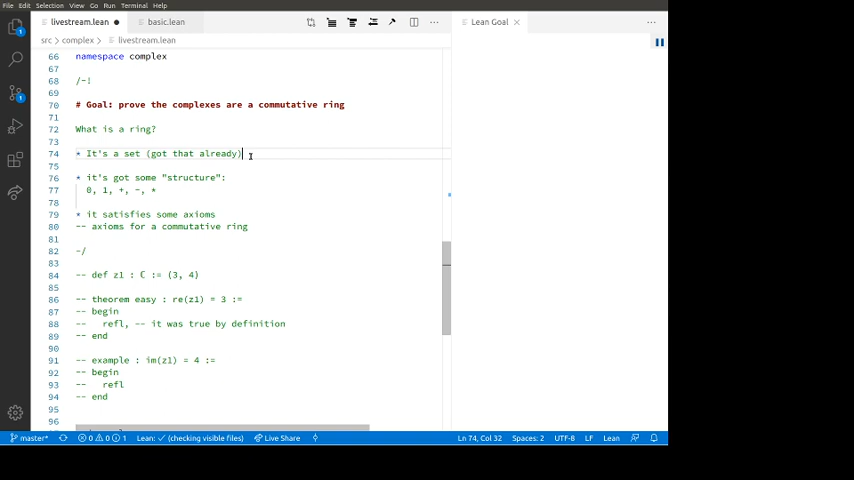 File Edit Selection View Go Run Terminal Help
livestream.lean ● basic.lean Lean Goal ×
src > complex > livestream.lean
66 namespace complex
67
68 /-!
69
70 # Goal: prove the complexes are a commutative ring
71
72 What is a ring?
73
74 * It's a set (got that already)
75
76 * it's got some "structure":
77 0, 1, +, -, *
78
79 * it satisfies some axioms
80 -- axioms for a commutative ring
81
82 -/
83
84 -- def z1 : ℂ := ⟨3, 4⟩
85
86 -- theorem easy : re(z1) = 3 :=
87 -- begin
88 -- refl, -- it was true by definition
89 -- end
90
91 -- example : im(z1) = 4 :=
92 -- begin
93 -- refl
94 -- end
95
96
master* 0 0 1 Lean: ✓ (checking visible files) Live Share Ln 74, Col 32 Spaces: 2 UTF-8 LF Lean